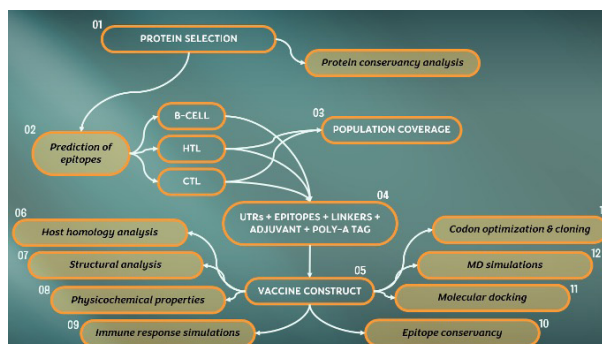 01
PROTEIN SELECTION
Protein conservancy analysis
02
Prediction of
epitopes
B-CELL
HTL
CTL
03
POPULATION COVERAGE
04
UTRs + EPITOPES + LINKERS +
ADJUVANT + POLY-A TAG
05
VACCINE CONSTRUCT
06
Host homology analysis
07
Structural analysis
08
Physicochemical properties
09
Immune response simulations
10
Epitope conservancy
11
Molecular docking
12
MD simulations
Codon optimization & cloning